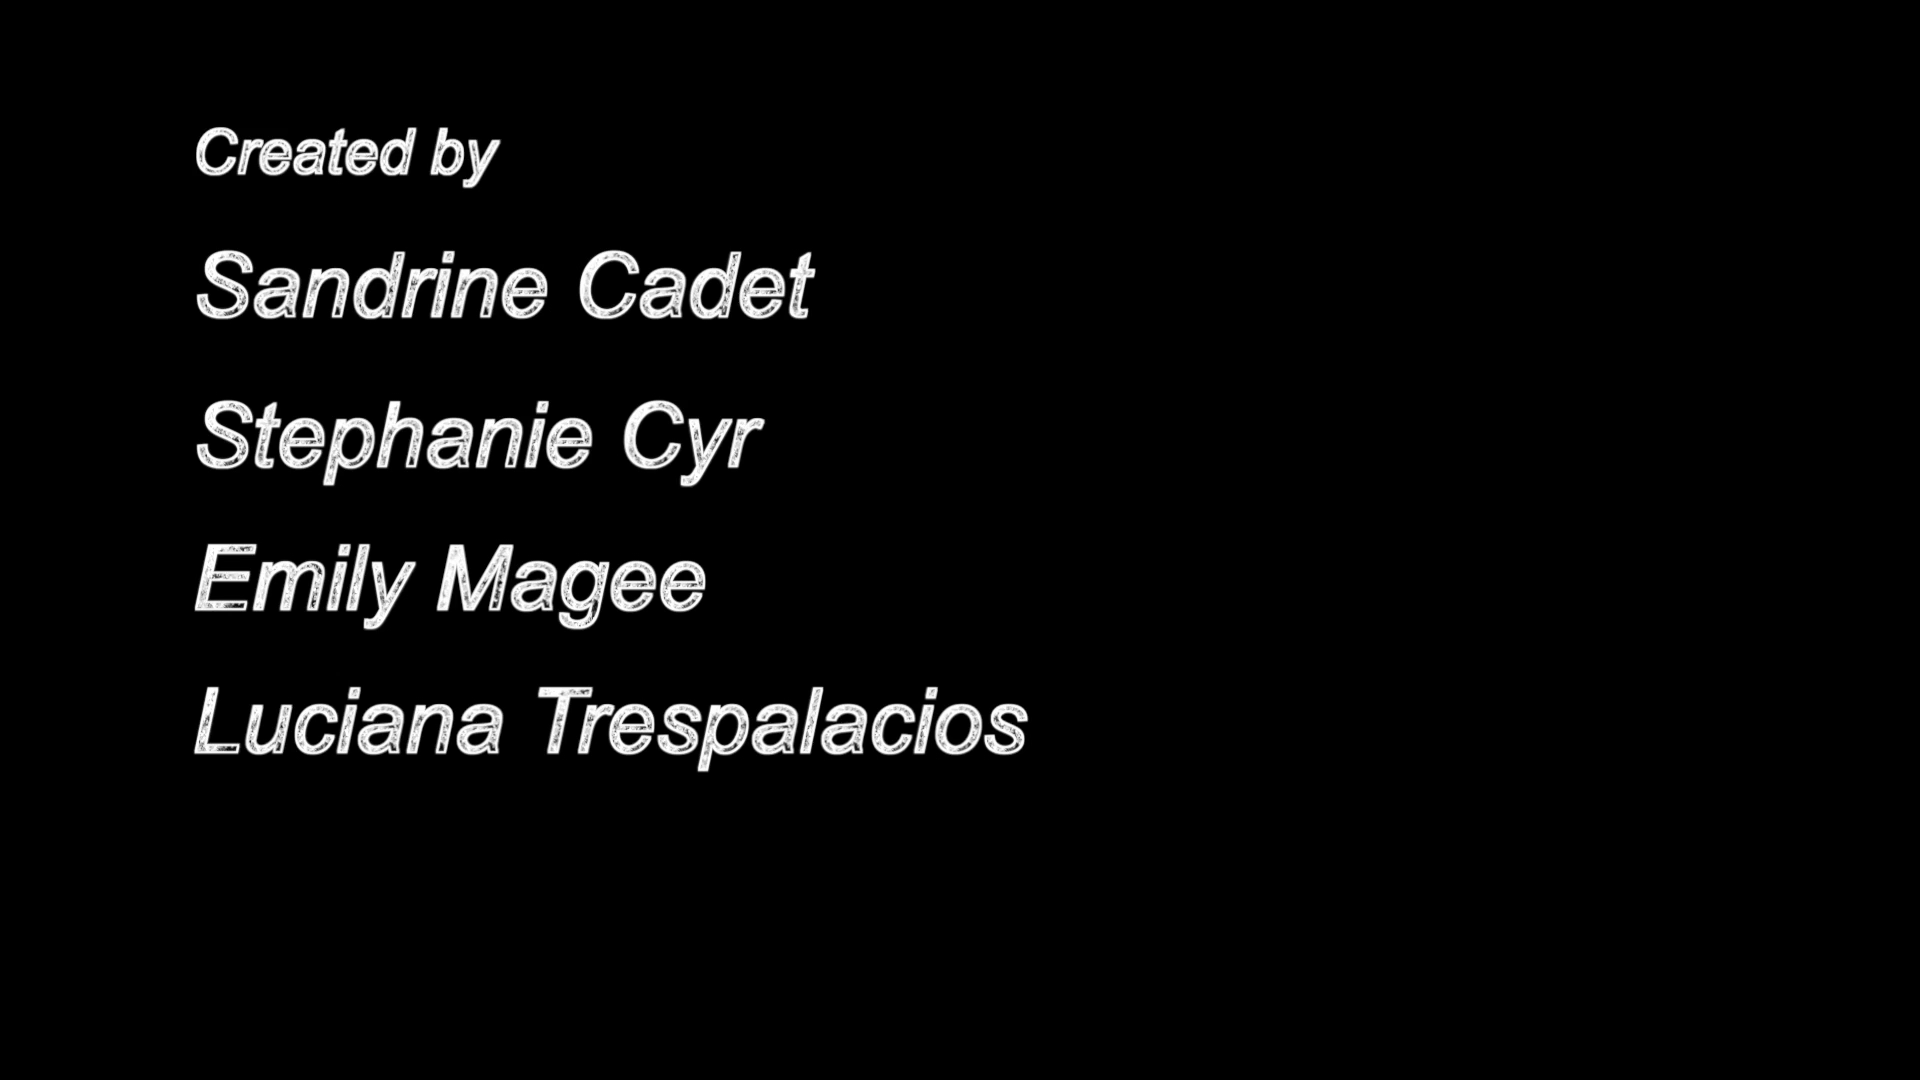 Created by
Sandrine Cadet
Stephanie Cyr
Emily Magee
Luciana Trespalacios